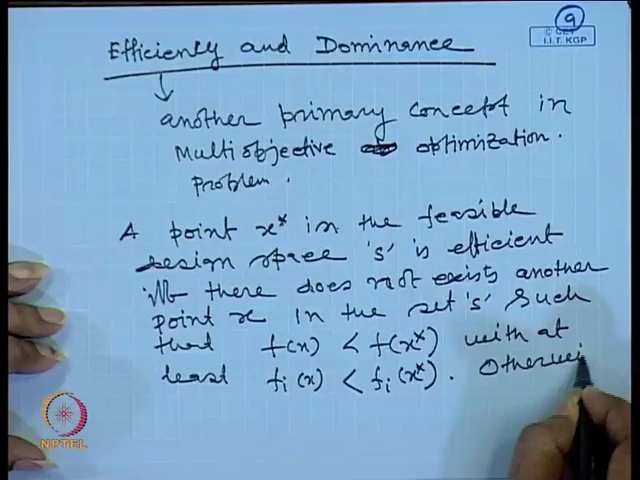 9
© CET
I.I.T. KGP
Efficiency and Dominance
another primary concept in
Multiobjective optimization
problem.
A point x* in the feasible
design space 's' is efficient
iff there does not exists another
point x in the set 's' such
that f(x) < f(x*) with at
least fi(x) < fi(x*). Otherwi
NPTEL